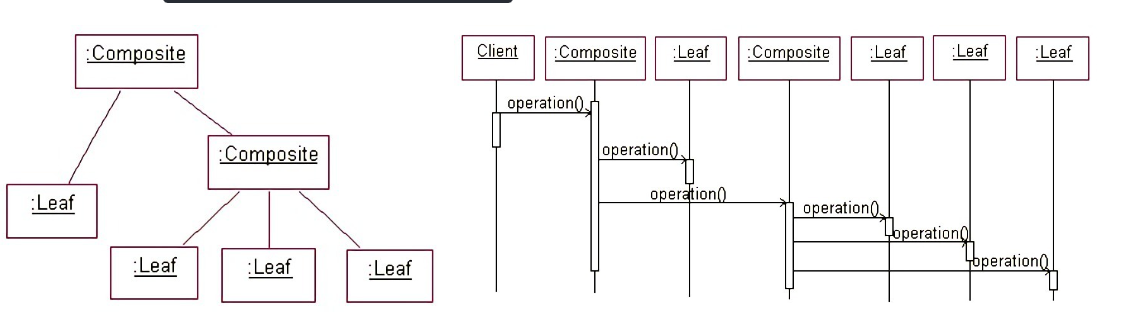 :Composite
:Composite
:Leaf
:Leaf
:Leaf
:Leaf
Client
:Composite
:Leaf
:Composite
:Leaf
:Leaf
:Leaf
operation()
operation()
operation()
operation()
operation()
operation()